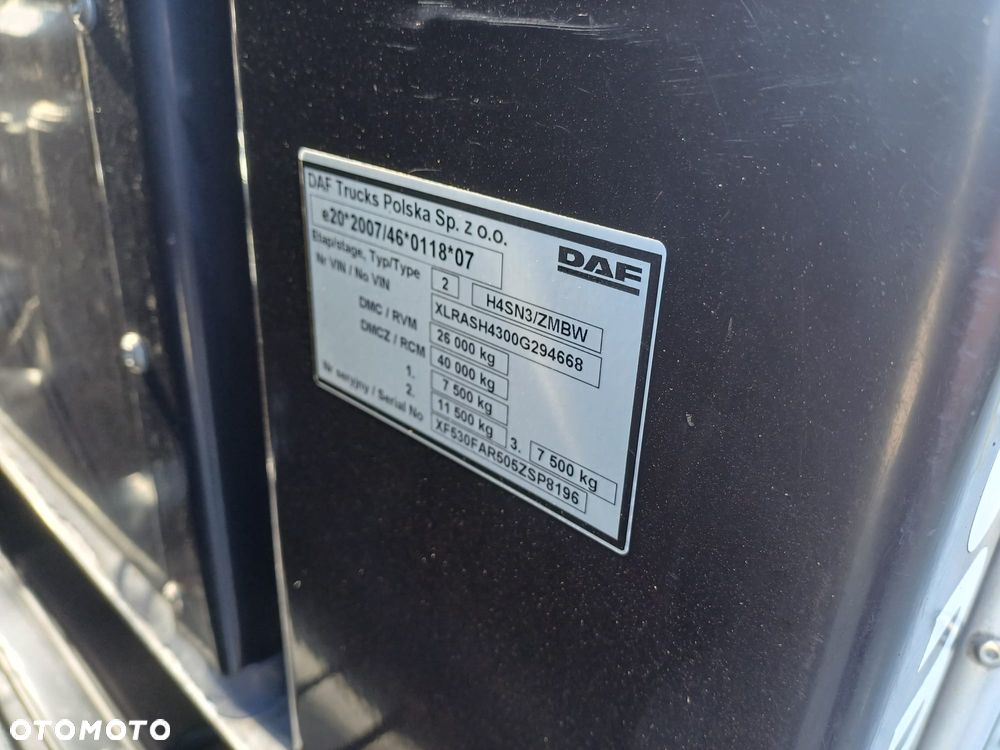 DAF Trucks Polska Sp. z o.o.
DAF
e20*2007/46*0118*07
Etap/stage, Typ/Type 2 H4SN3/ZMBW
Nr VIN / No VIN XLRASH4300G294668
DMC / RVM 26 000 kg
DMCZ / RCM 40 000 kg
1. 7 500 kg
2. 11 500 kg 3. 7 500 kg
Nr seryjny / Serial No XF530FAR505ZSP8196
OTOMOTO